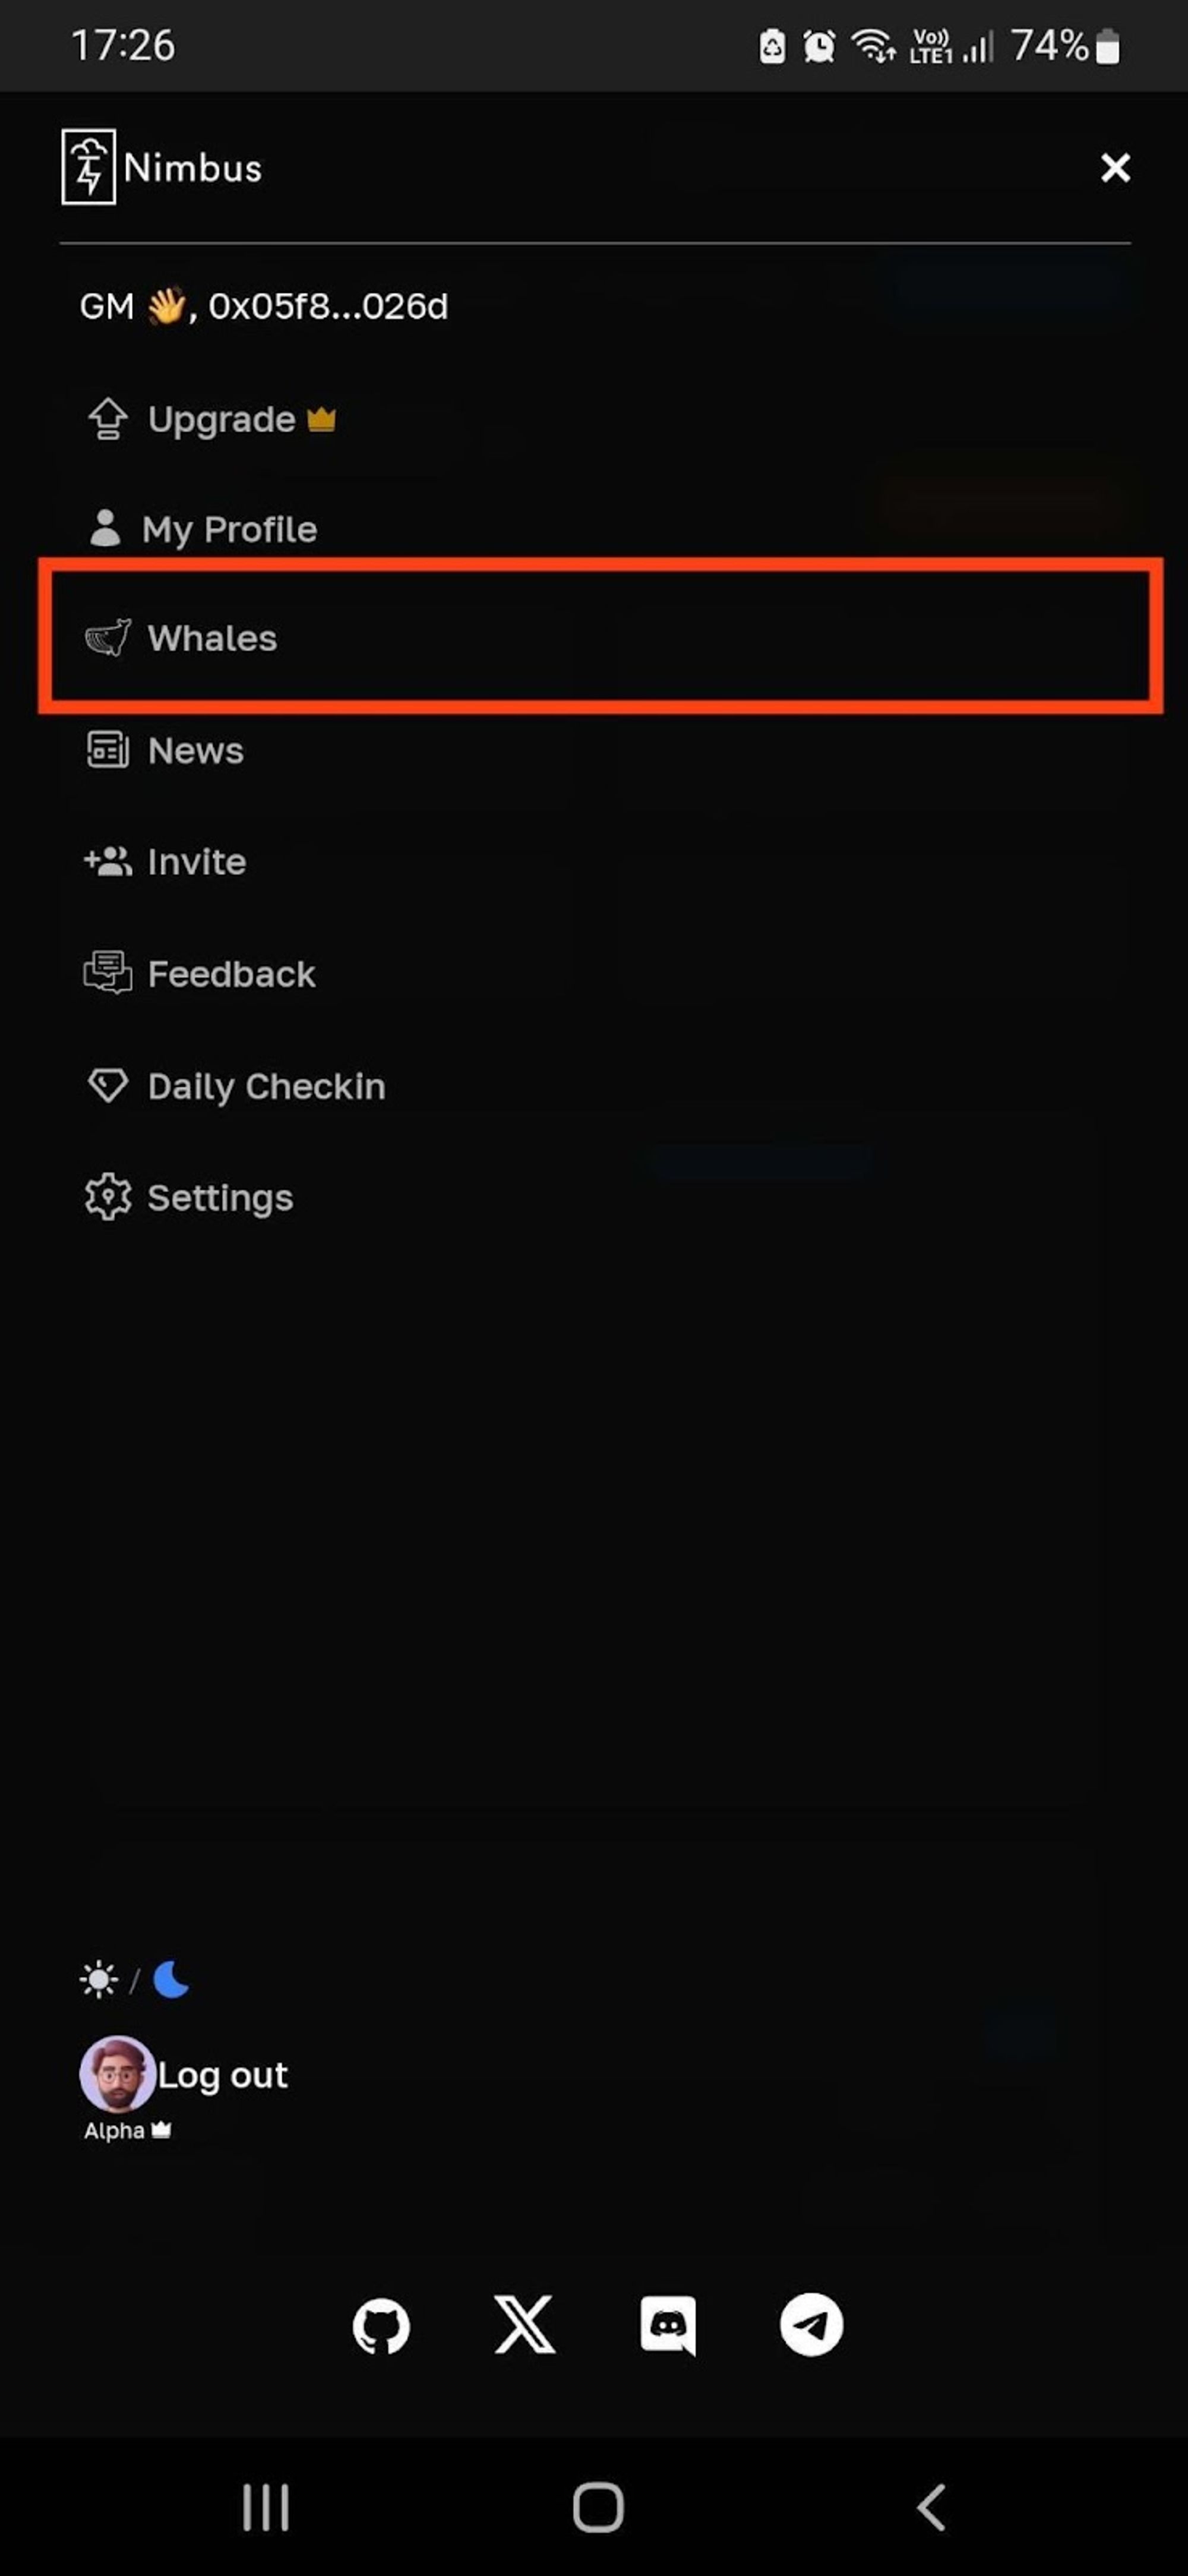 17:26
Vo)) LTE1 74%
Nimbus
GM 👋, 0x05f8...026d
Upgrade
My Profile
Whales
News
Invite
Feedback
Daily Checkin
Settings
/
Log out
Alpha